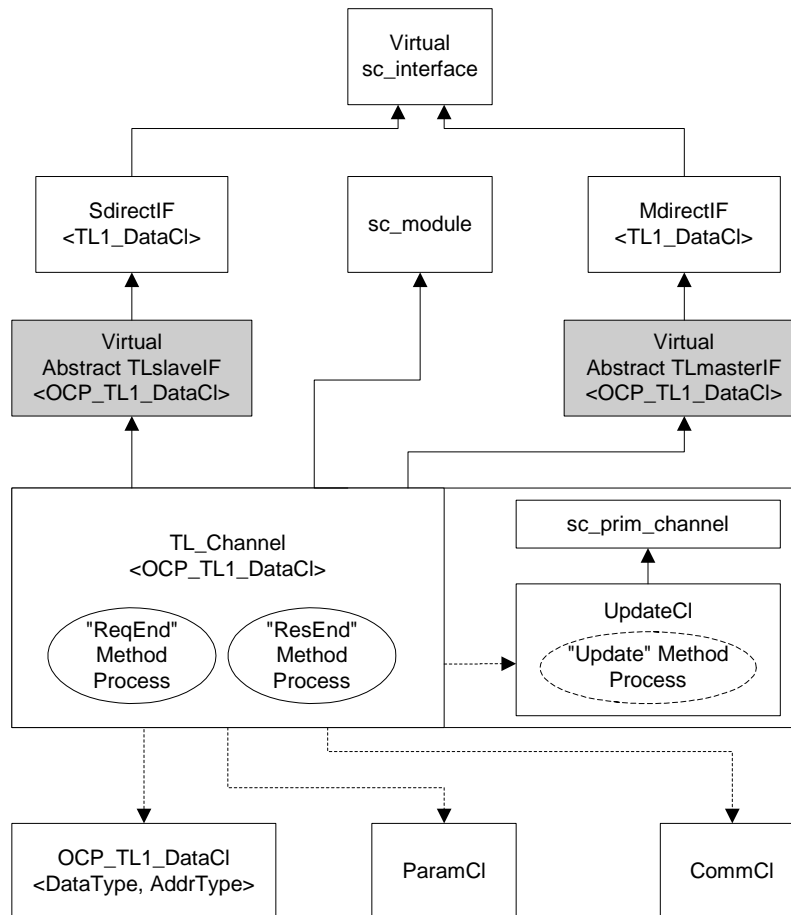 Virtual
sc_interface
SdirectIF
<TL1_DataCl>
sc_module
MdirectIF
<TL1_DataCl>
Virtual
Abstract TLslaveIF
<OCP_TL1_DataCl>
Virtual
Abstract TLmasterIF
<OCP_TL1_DataCl>
TL_Channel
<OCP_TL1_DataCl>
"ReqEnd"
Method
Process
"ResEnd"
Method
Process
sc_prim_channel
UpdateCl
"Update" Method
Process
OCP_TL1_DataCl
<DataType, AddrType>
ParamCl
CommCl